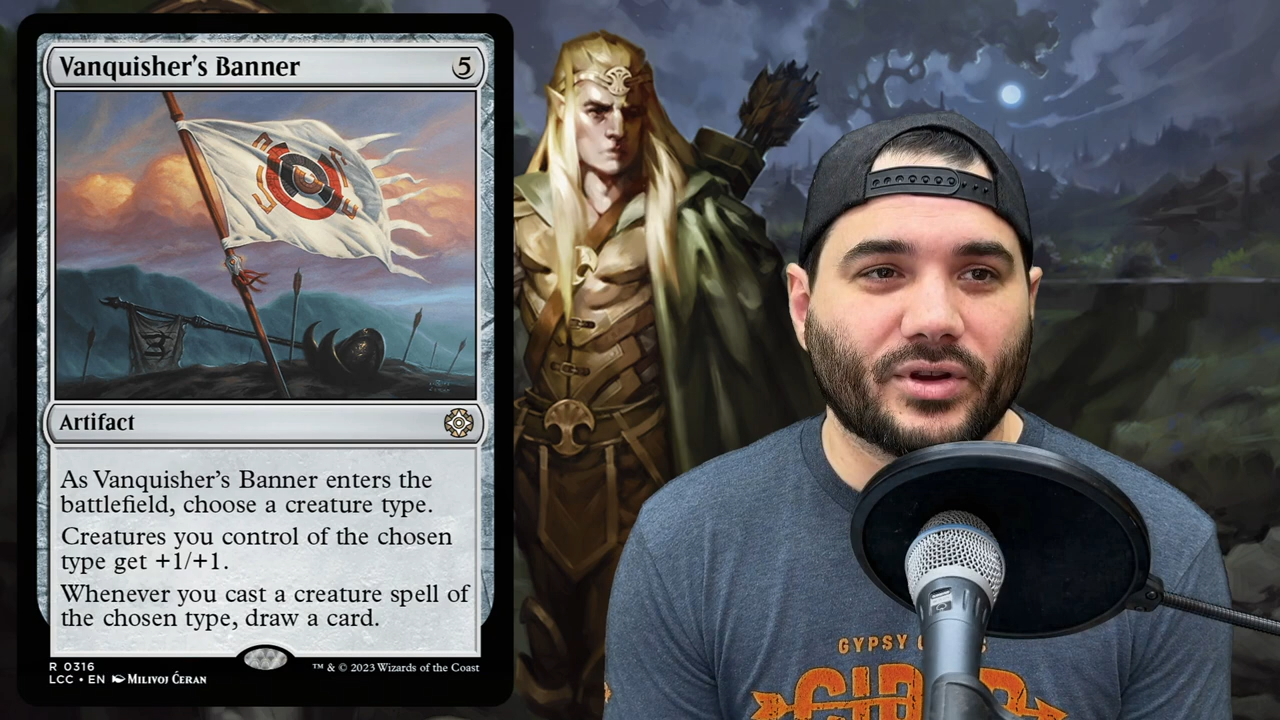 Vanquisher's Banner 5
Artifact
As Vanquisher's Banner enters the
battlefield, choose a creature type.
Creatures you control of the chosen
type get +1/+1.
Whenever you cast a creature spell of
the chosen type, draw a card.
R 0316
LCC • EN Milivoj Ćeran
™ & © 2023 Wizards of the Coast
GYPSY